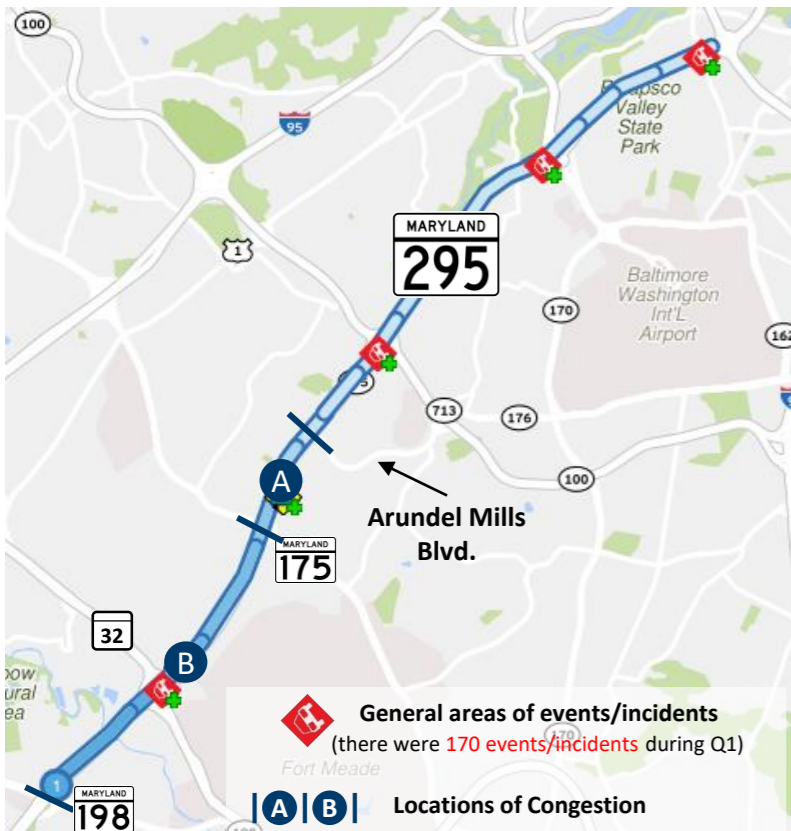 100
95
Valley
State
Park
MARYLAND
295
1
Baltimore
Washington
Int'L
Airport
170
162
713
176
100
A
Arundel Mills
Blvd.
MARYLAND
175
32
B
General areas of events/incidents
(there were 170 events/incidents during Q1)
Fort Meade
1
MARYLAND
198
|A|B| Locations of Congestion